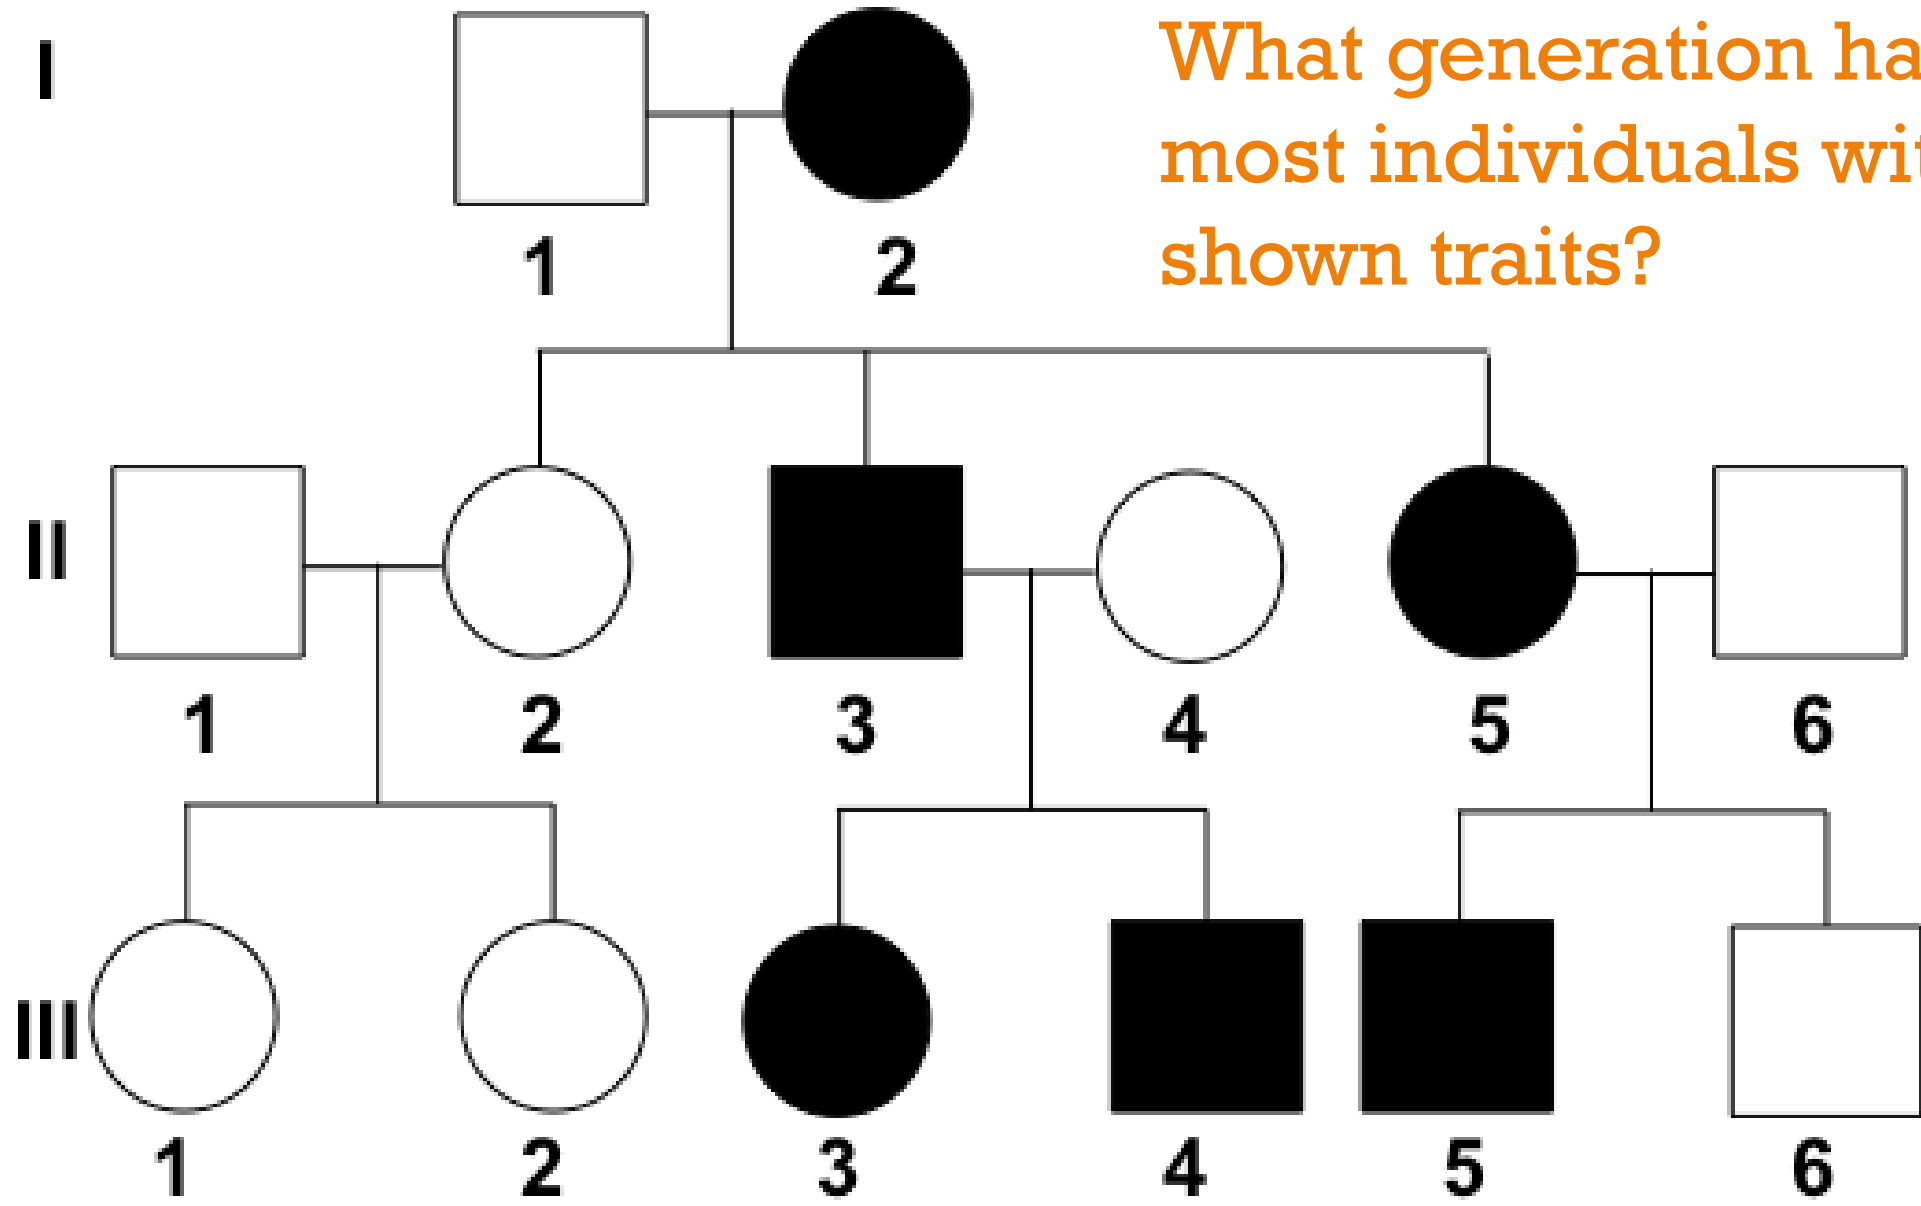 I
What generation ha
most individuals wit
shown traits?
1 2
II
1 2 3 4 5 6
III
1 2 3 4 5 6